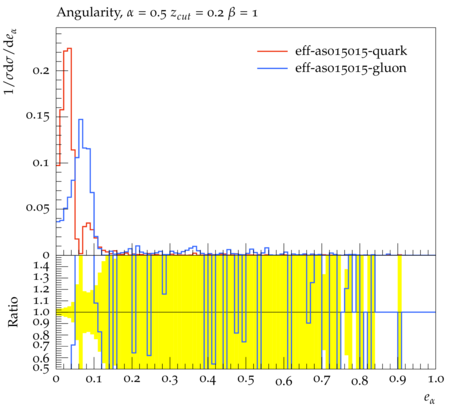 Angularity, α = 0.5 z_cut = 0.2 β = 1
1/σdσ/de_α
eff-as015015-quark
eff-as015015-gluon
0.2
0.15
0.1
0.05
0
Ratio
1.4
1.3
1.2
1.1
1.0
0.9
0.8
0.7
0.6
0.5
0 0.1 0.2 0.3 0.4 0.5 0.6 0.7 0.8 0.9 1.0
e_α